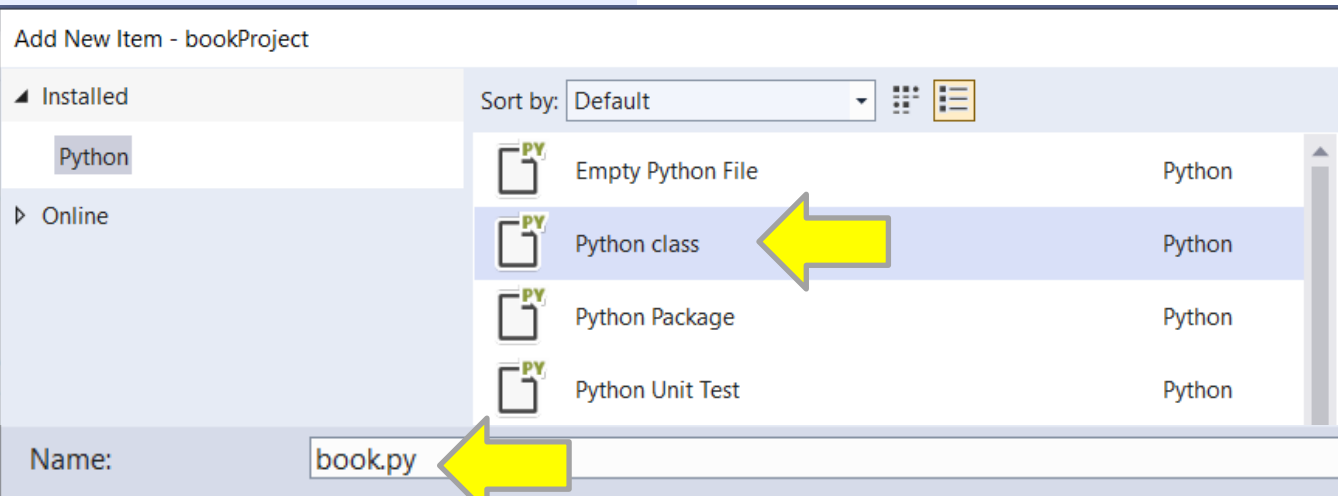 Add New Item - bookProject
Installed
Python
Online
Sort by: Default
PY
Empty Python File Python
PY
Python class Python
PY
Python Package Python
PY
Python Unit Test Python
Name: book.py